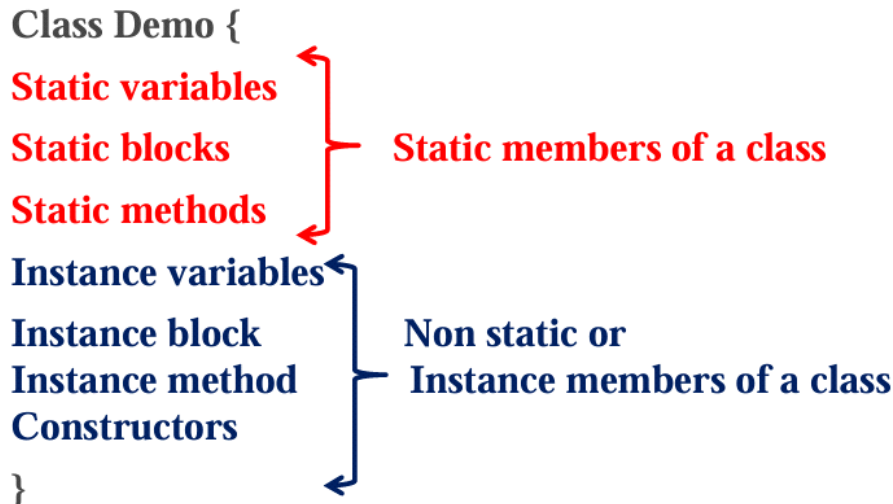 Class Demo {
Static variables
Static blocks
Static members of a class
Static methods
Instance variables
Instance block
Non static or
Instance method
Instance members of a class
Constructors
}